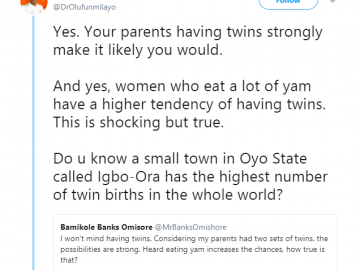 @DrOlufunmilayo
Follow
Yes. Your parents having twins strongly
make it likely you would.
And yes, women who eat a lot of yam
have a higher tendency of having twins.
This is shocking but true.
Do u know a small town in Oyo State
called Igbo-Ora has the highest number
of twin births in the whole world?
Bamikole Banks Omisore @MrBanksOmishore
I won't mind having twins. Considering my parents had two sets of twins, the
possibilities are strong. Heard eating yam increases the chances, how true is
that?